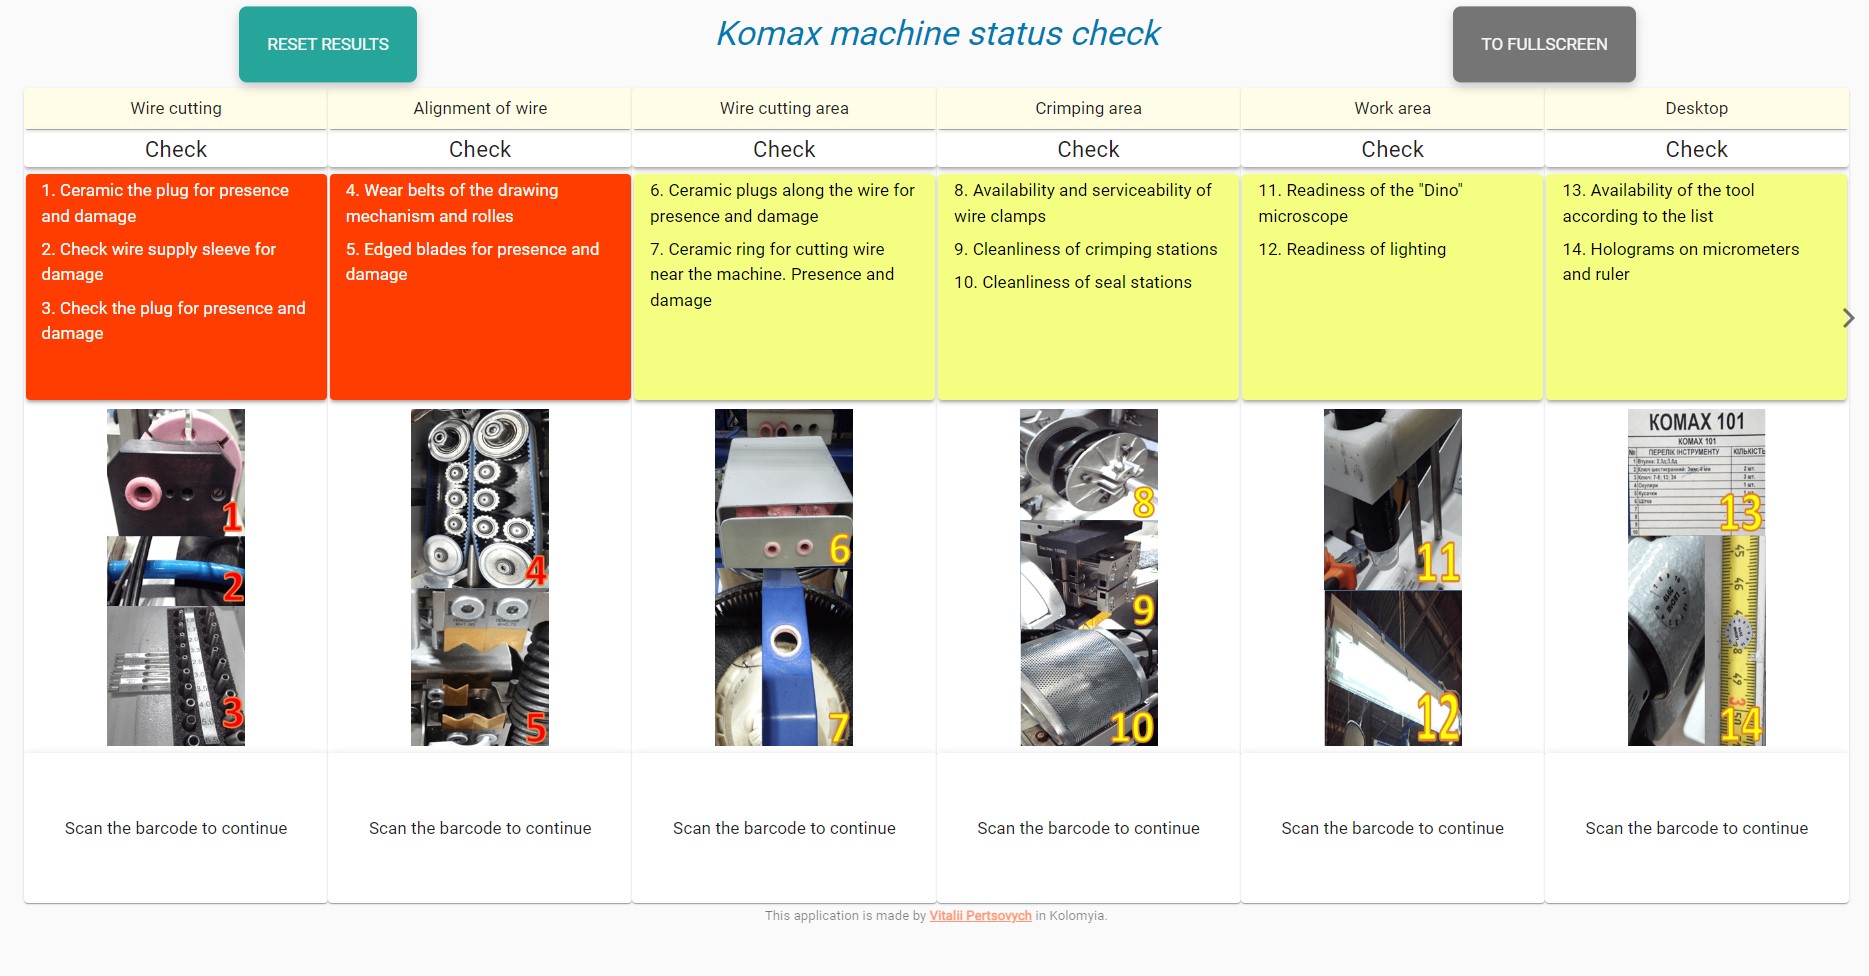 RESET RESULTS
Komax machine status check
TO FULLSCREEN
Wire cutting
Alignment of wire
Wire cutting area
Crimping area
Work area
Desktop
Check
Check
Check
Check
Check
Check
1. Ceramic the plug for presence
and damage
2. Check wire supply sleeve for
damage
3. Check the plug for presence and
damage
4. Wear belts of the drawing
mechanism and rolles
5. Edged blades for presence and
damage
6. Ceramic plugs along the wire for
presence and damage
7. Ceramic ring for cutting wire
near the machine. Presence and
damage
8. Availability and serviceability of
wire clamps
9. Cleanliness of crimping stations
10. Cleanliness of seal stations
11. Readiness of the "Dino"
microscope
12. Readiness of lighting
13. Availability of the tool
according to the list
14. Holograms on micrometers
and ruler
1
2
3
4
5
6
7
8
9
10
11
12
КОМАХ 101
КОМАХ 101
№ ПЕРЕЛІК ІНСТРУМЕНТУ КІЛЬКІСТЬ
13
45
46
48
49
50
14
Scan the barcode to continue
Scan the barcode to continue
Scan the barcode to continue
Scan the barcode to continue
Scan the barcode to continue
Scan the barcode to continue
This application is made by Vitalii Pertsovych in Kolomyia.